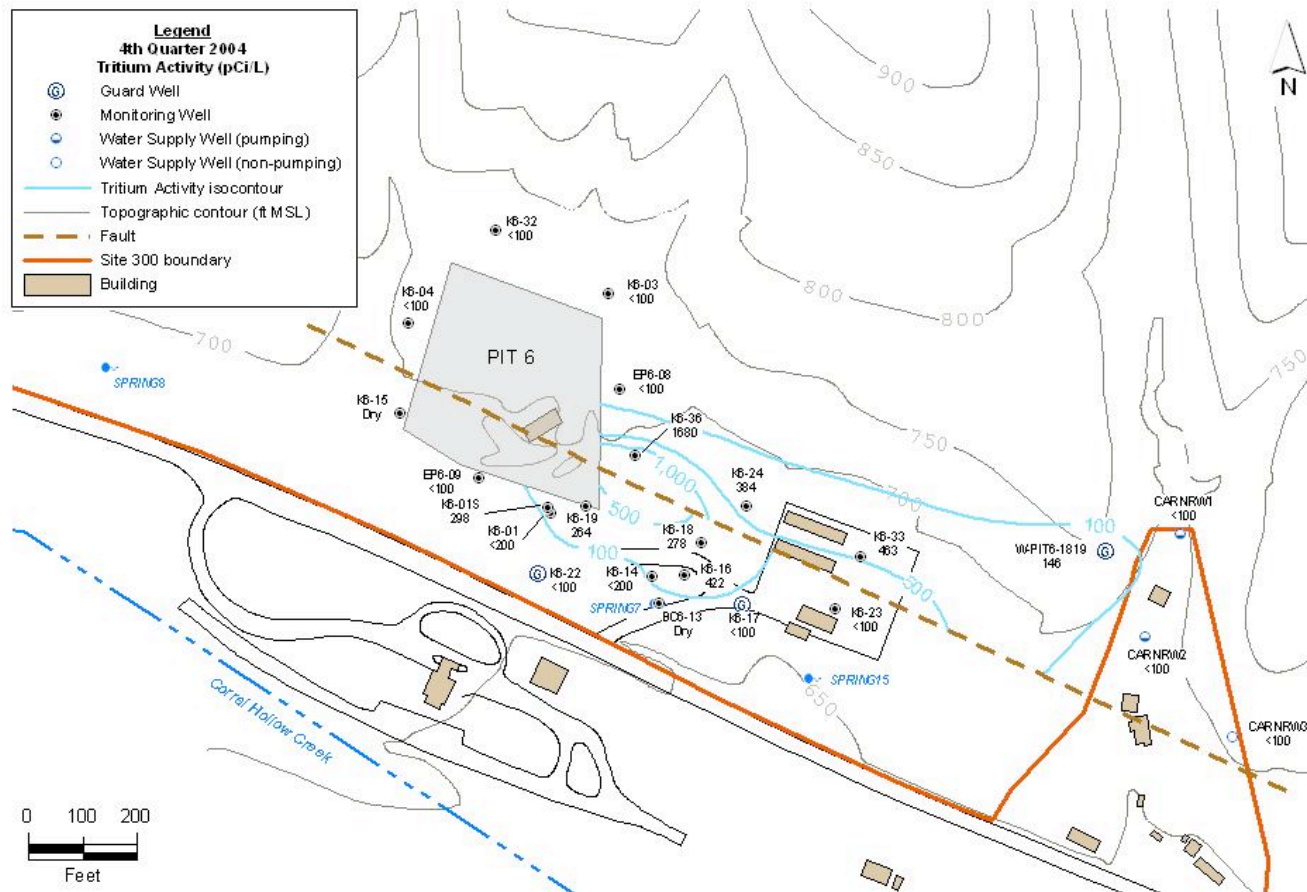 Legend
4th Quarter 2004
Tritium Activity (pCi/L)
Guard Well
Monitoring Well
Water Supply Well (pumping)
Water Supply Well (non-pumping)
Tritium Activity isocontour
Topographic contour (ft MSL)
Fault
Site 300 boundary
Building
G
N
900
850
800
800
750
750
700
700
650
K6-32
<100
K6-03
<100
K6-04
<100
PIT 6
SPRING8
EP6-08
<100
K6-15
Dry
K6-36
1680
1,000
K6-24
384
EP6-09
<100
K6-01S
298
K6-01
<200
K6-19
264
500
100
K6-18
278
K6-33
463
500
100
CARNRW1
<100
W-PIT6-1819
146
G
G
K6-22
<100
K6-14
<200
K6-16
422
SPRING7
BC6-13
Dry
G
K6-17
<100
K6-23
<100
SPRING15
CARNRW2
<100
CARNRW3
<100
Corral Hollow Creek
0 100 200
Feet